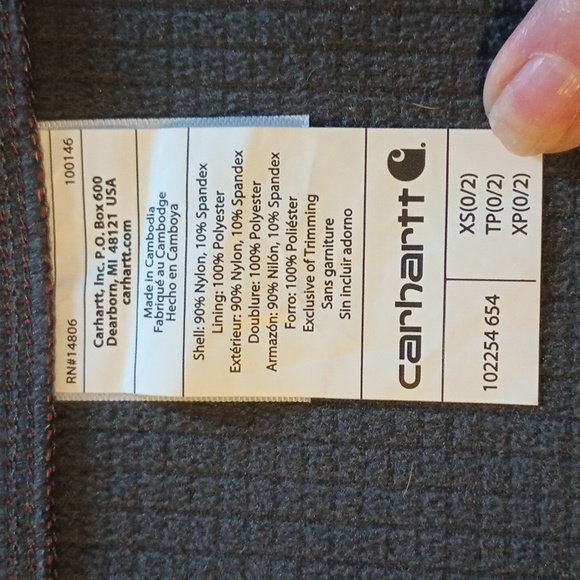 RN#14806 100146
Carhartt, Inc. P.O. Box 600
Dearborn, MI 48121 USA
carhartt.com
Made in Cambodia
Fabriqué au Cambodge
Hecho en Camboya
Shell: 90% Nylon, 10% Spandex
Lining: 100% Polyester
Extérieur: 90% Nylon, 10% Spandex
Doublure: 100% Polyester
Armazón: 90% Nilón, 10% Spandex
Forro: 100% Poliéster
Exclusive of Trimming
Sans garniture
Sin incluir adorno
carhartt
102254 654
XS(0/2)
TP(0/2)
XP(0/2)